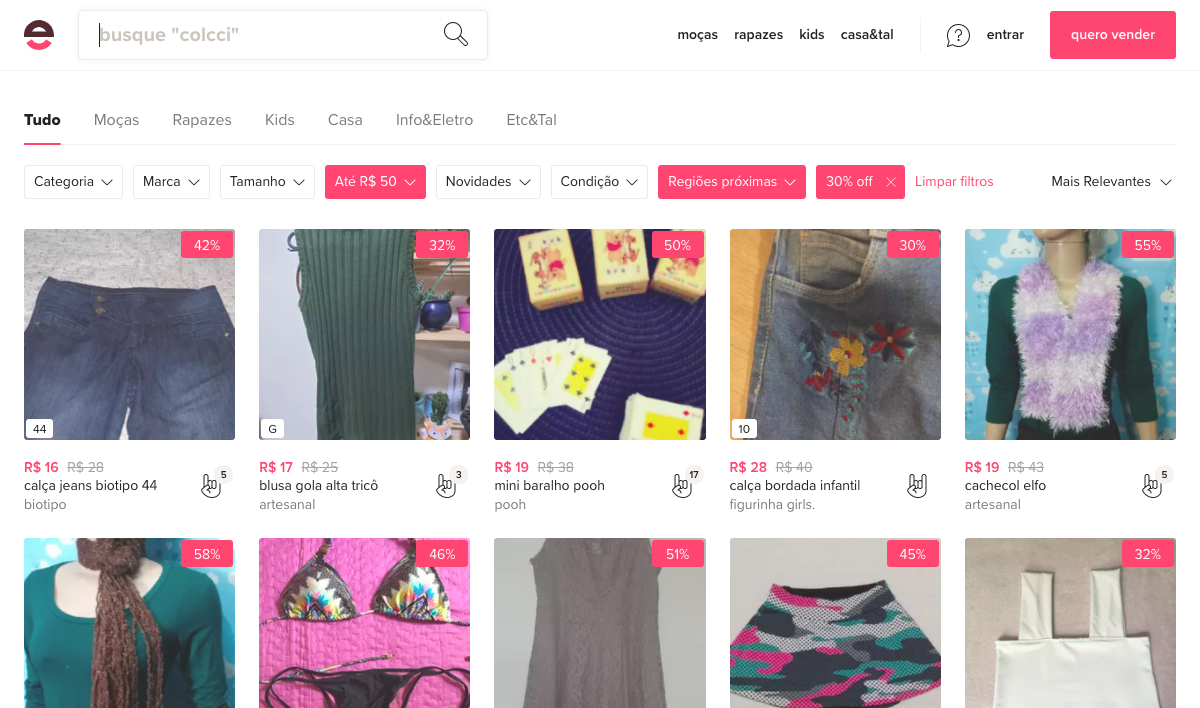 busque "colcci"
moças rapazes kids casa&tal
? entrar quero vender
Tudo Moças Rapazes Kids Casa Info&Eletro Etc&Tal
Categoria Marca Tamanho Até R$ 50 Novidades Condição Regiões próximas 30% off Limpar filtros Mais Relevantes
42% 32% 50% 30% 55%
44 G 10
R$ 16 R$ 28 5
calça jeans biotipo 44
biotipo
R$ 17 R$ 25 3
blusa gola alta tricô
artesanal
R$ 19 R$ 38 17
mini baralho pooh
pooh
R$ 28 R$ 40
calça bordada infantil
figurinha girls.
R$ 19 R$ 43 5
cachecol elfo
artesanal
58% 46% 51% 45% 32%